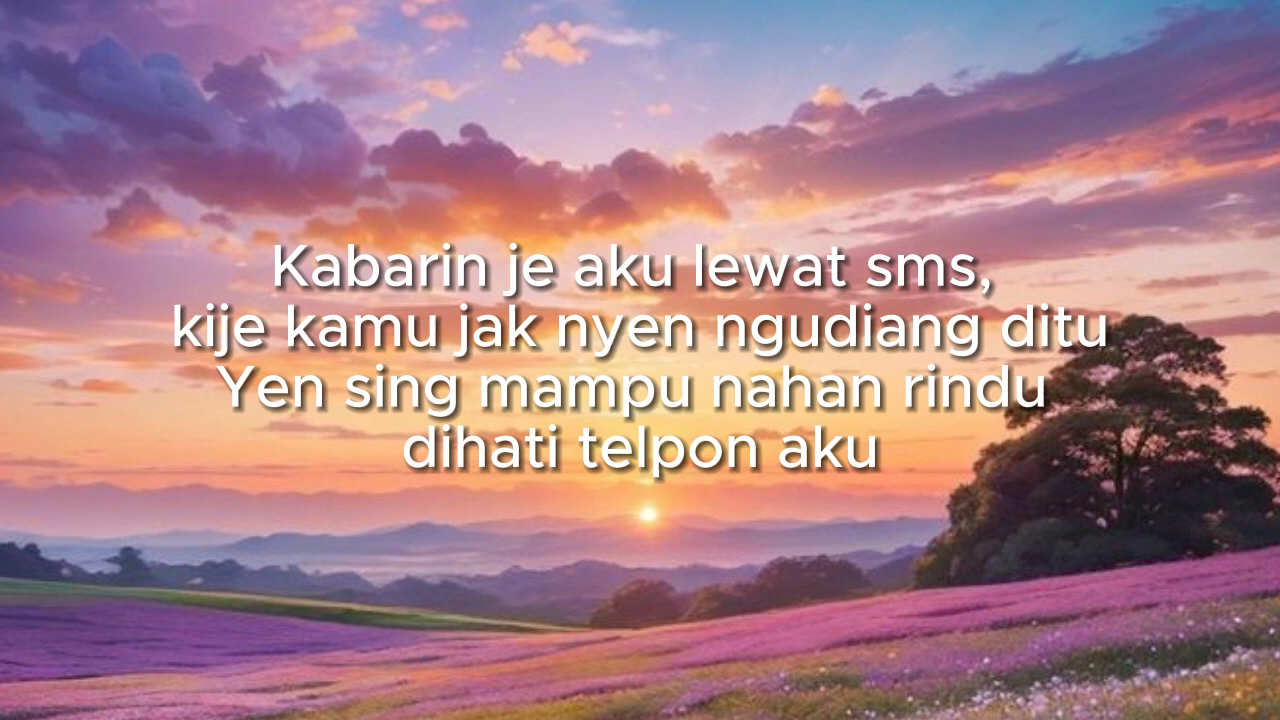 Kabarin je aku lewat sms,
kije kamu jak nyen ngudiang ditu
Yen sing mampu nahan rindu
dihati telpon aku